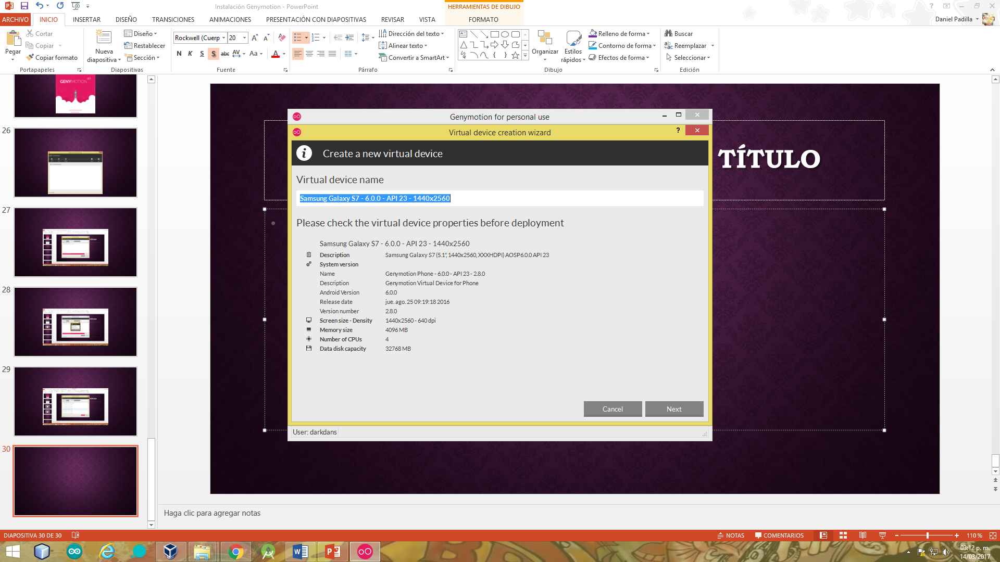 Instalación Genymotion - PowerPoint
HERRAMIENTAS DE DIBUJO
ARCHIVO INICIO INSERTAR DISEÑO TRANSICIONES ANIMACIONES PRESENTACIÓN CON DIAPOSITIVAS REVISAR VISTA FORMATO
Daniel Padilla
Pegar
Cortar
Copiar
Copiar formato
Portapapeles
Nueva
diapositiva
Diseño
Restablecer
Sección
Diapositivas
Rockwell (Cuerp 20
N K S S abc AV Aa A
Fuente
Dirección del texto
Alinear texto
Convertir a SmartArt
Párrafo
Organizar
Estilos
rápidos
Relleno de forma
Contorno de forma
Efectos de forma
Dibujo
Buscar
Reemplazar
Seleccionar
Edición
GENYMOTION
26
27
28
29
30
TÍTULO
Genymotion for personal use
Virtual device creation wizard
Create a new virtual device
Virtual device name
Samsung Galaxy S7 - 6.0.0 - API 23 - 1440x2560
Please check the virtual device properties before deployment
Samsung Galaxy S7 - 6.0.0 - API 23 - 1440x2560
Description Samsung Galaxy S7 (5.1", 1440x2560, XXXHDPI) AOSP6.0.0 API 23
System version
Name Genymotion Phone - 6.0.0 - API 23 - 2.8.0
Description Genymotion Virtual Device for Phone
Android Version 6.0.0
Release date jue. ago. 25 09:19:18 2016
Version number 2.8.0
Screen size - Density 1440x2560 - 640 dpi
Memory size 4096 MB
Number of CPUs 4
Data disk capacity 32768 MB
Cancel Next
User: darkdans
Haga clic para agregar notas
DIAPOSITIVA 30 DE 30 NOTAS COMENTARIOS 110 %
03:12 p. m.
14/03/2017